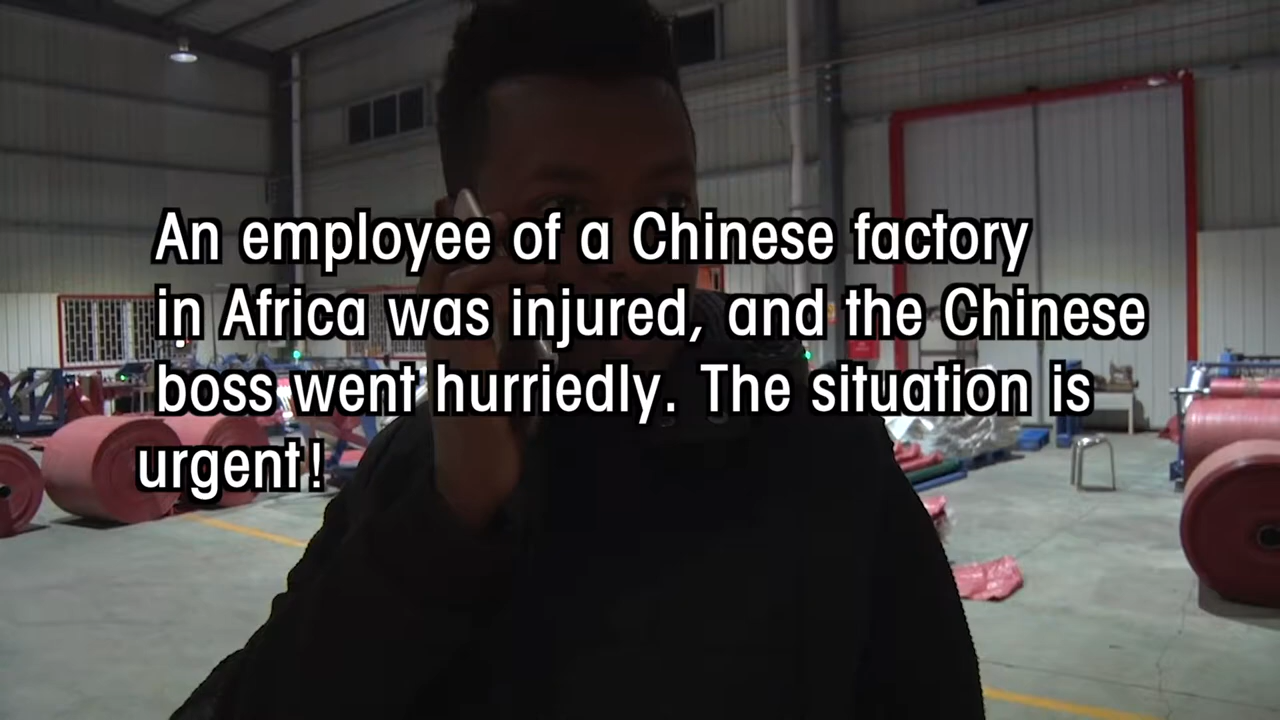 An employee of a Chinese factory
in Africa was injured, and the Chinese
boss went hurriedly. The situation is
urgent!